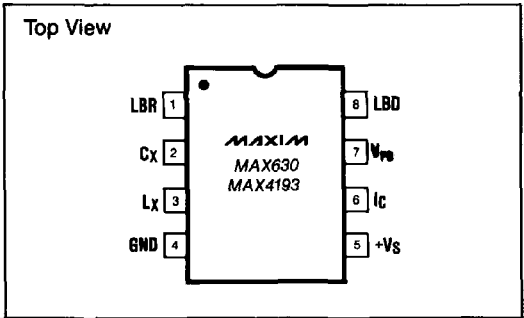 Top View
LBR 1
8 LBD
MAXIM
MAX630
MAX4193
CX 2
7 VFB
LX 3
6 IC
GND 4
5 +VS